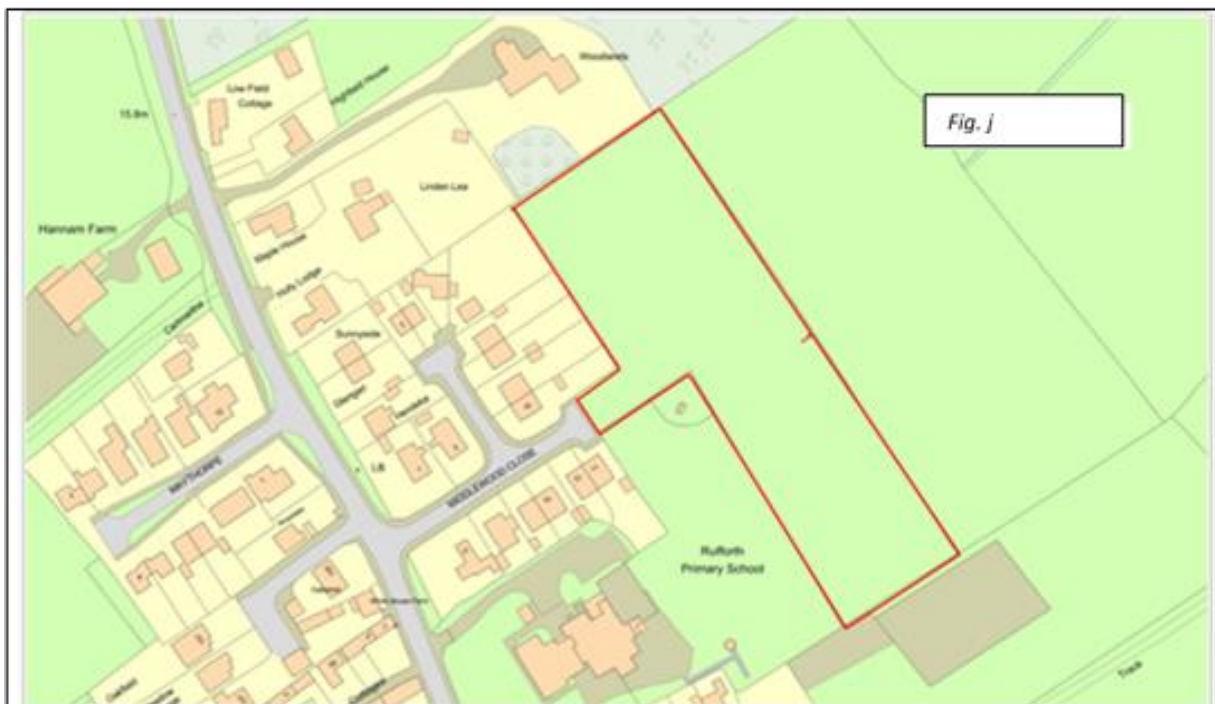 Fig. j
Woodlands
Low Field
Cottage
Highfield House
15.8m
Linden Lea
Hannam Farm
Maple House
Holly Lodge
Sunnyside
Glengarr
LB
MAYTHORPE
MIDDLEWOOD CLOSE
Rufforth
Primary School
Track